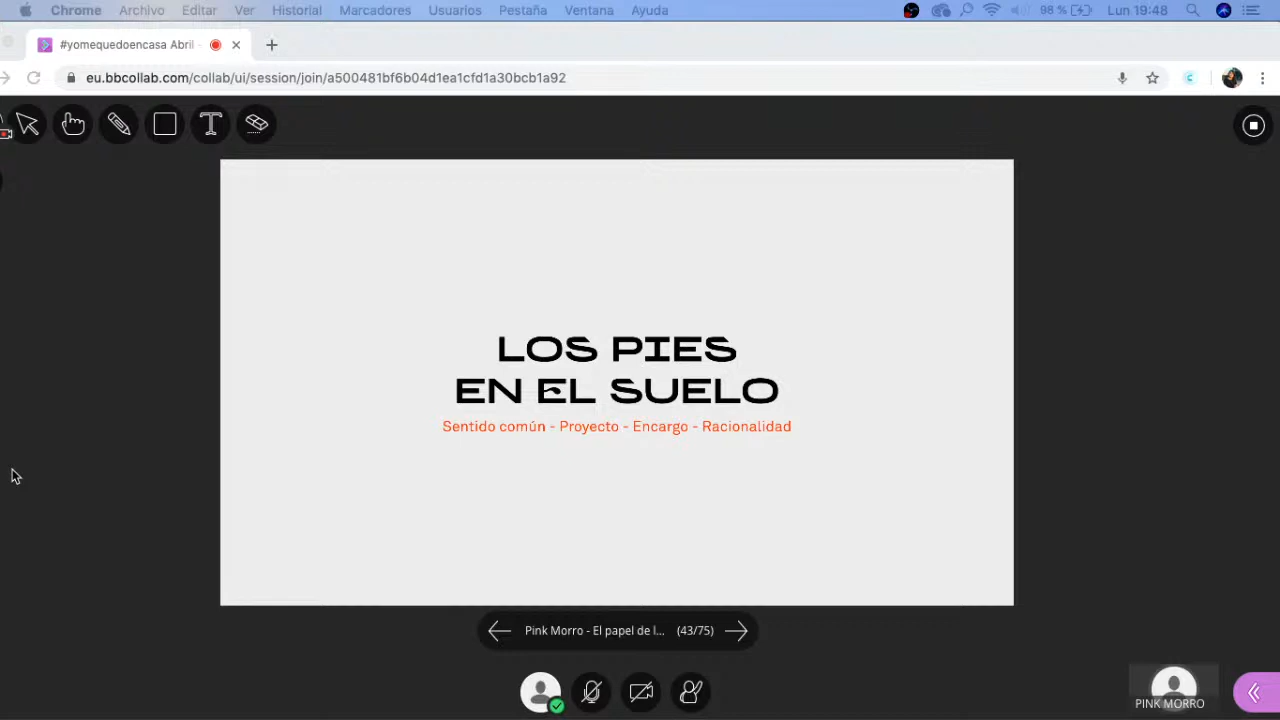 Chrome Archivo Editar Ver Historial Marcadores Usuarios Pestaña Ventana Ayuda 98 % Lun 19:48
#yomequedoencasa Abril -
eu.bbcollab.com/collab/ui/session/join/a500481bf6b04d1ea1cfd1a30bcb1a92
LOS PIES
EN EL SUELO
Sentido común - Proyecto - Encargo - Racionalidad
Pink Morro - El papel de l... (43/75)
PINK MORRO